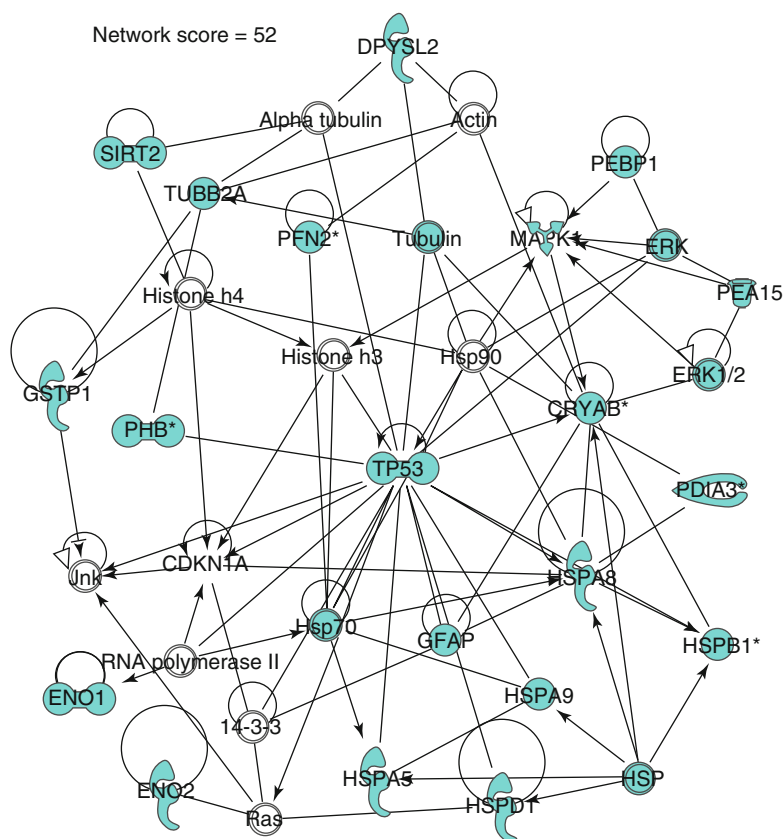 Network score = 52
DPYSL2
Alpha tubulin
Actin
SIRT2
PEBP1
TUBB2A
PFN2*
Tubulin
MAPK1
ERK
Histone h4
PEA15
Histone h3
Hsp90
GSTP1
ERK1/2
CRYAB*
PHB*
TP53
PDIA3*
Jnk
CDKN1A
HSPA8
Hsp70
GFAP
HSPB1*
RNA polymerase II
ENO1
HSPA9
14-3-3
ENO2
HSPA5
HSP
HSPD1
Ras